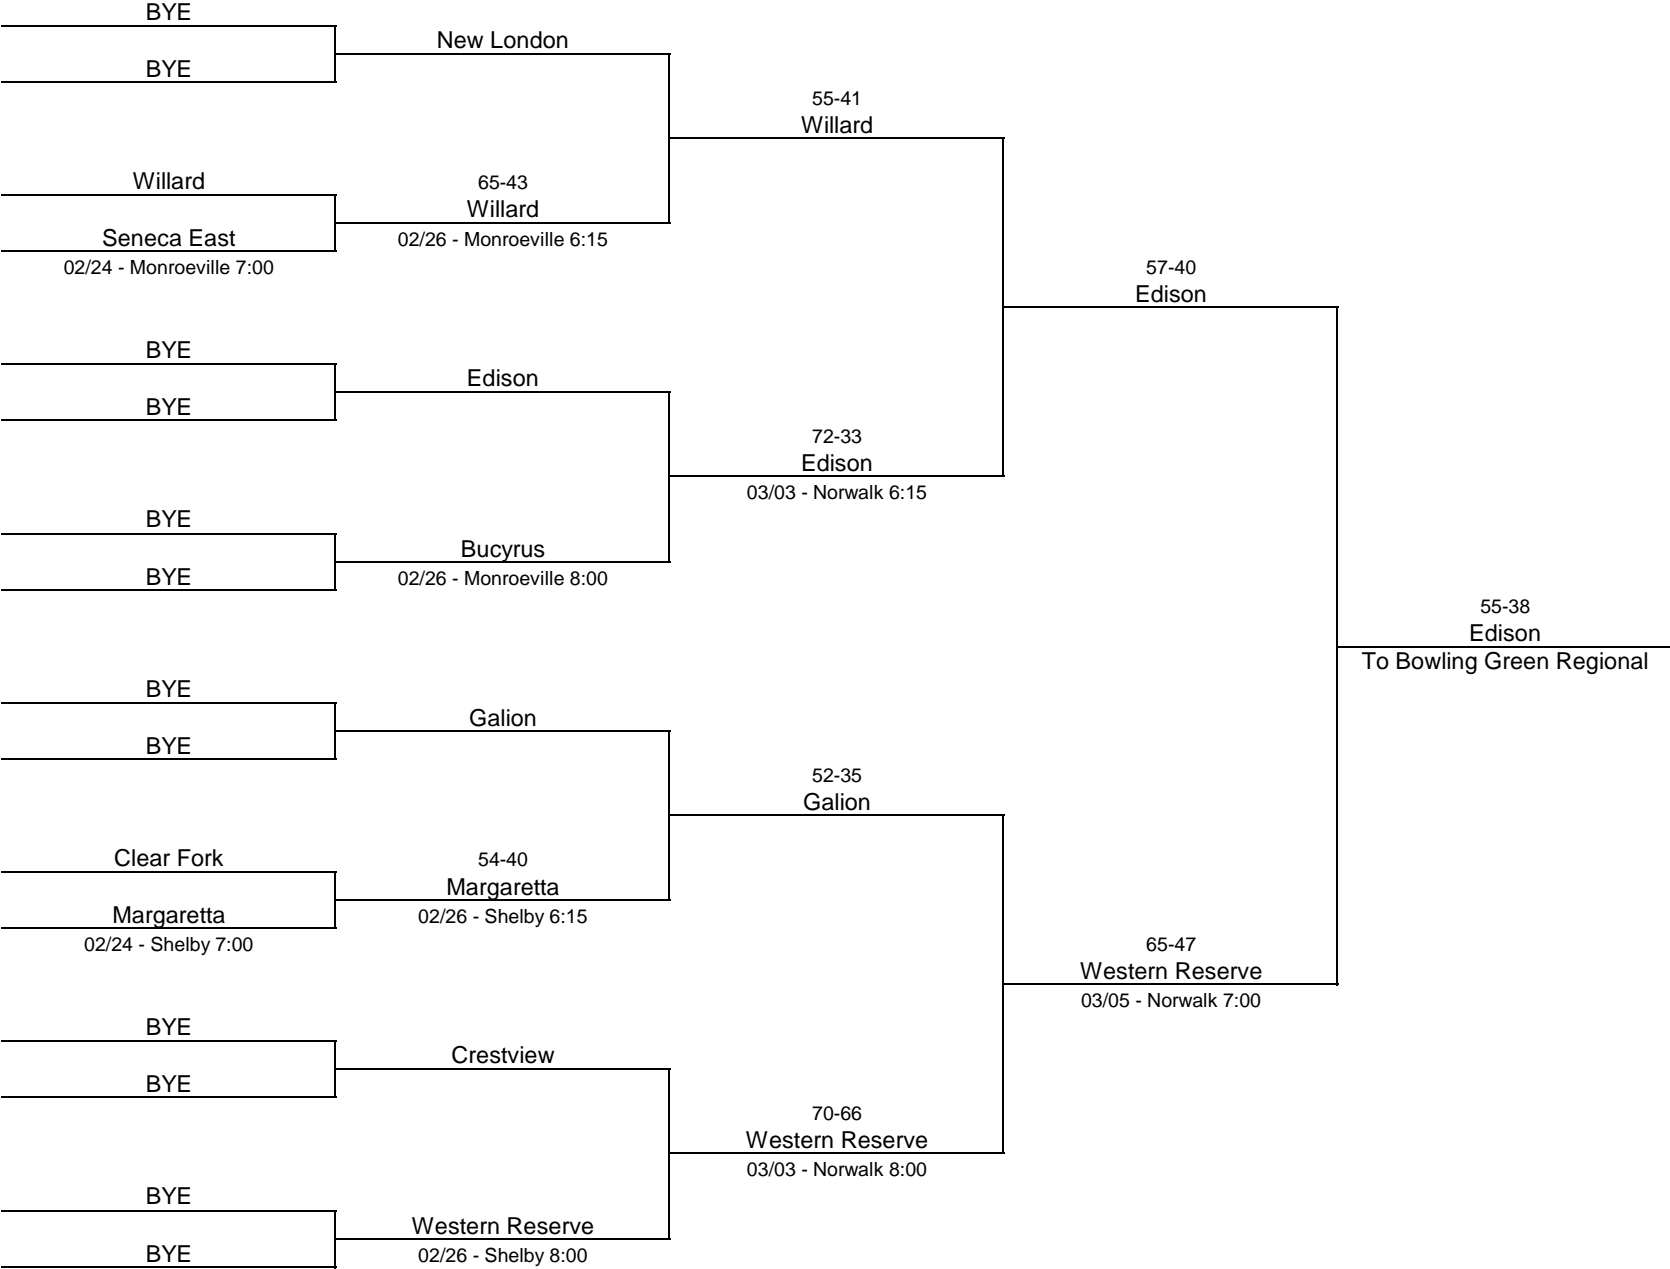 BYE
BYE
Willard
Seneca East
02/24 - Monroeville 7:00
BYE
BYE
BYE
BYE
BYE
BYE
Clear Fork
Margaretta
02/24 - Shelby 7:00
BYE
BYE
BYE
BYE
New London
65-43
Willard
02/26 - Monroeville 6:15
Edison
Bucyrus
02/26 - Monroeville 8:00
Galion
54-40
Margaretta
02/26 - Shelby 6:15
Crestview
Western Reserve
02/26 - Shelby 8:00
55-41
Willard
72-33
Edison
03/03 - Norwalk 6:15
52-35
Galion
70-66
Western Reserve
03/03 - Norwalk 8:00
57-40
Edison
65-47
Western Reserve
03/05 - Norwalk 7:00
55-38
Edison
To Bowling Green Regional